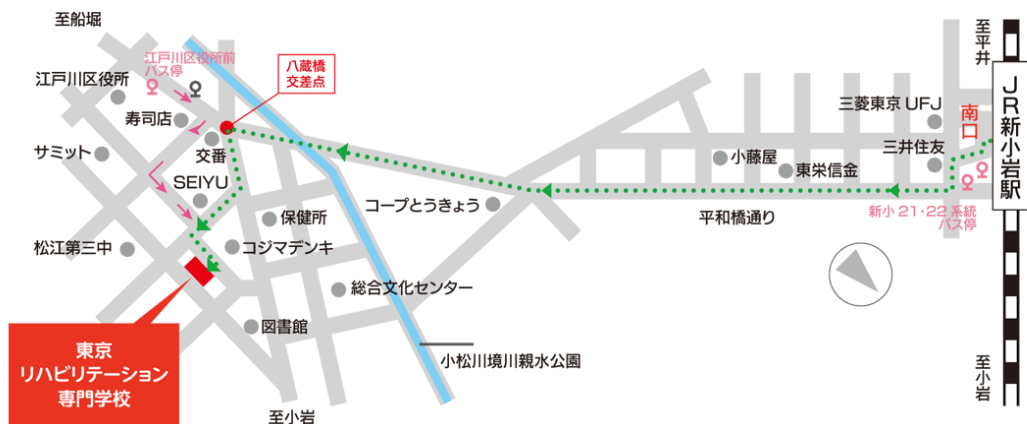 至船堀
江戸川区役所前
バス停
八蔵橋
交差点
江戸川区役所
寿司店
交番
サミット
SEIYU
保健所
コープとうきょう
松江第三中
コジマデンキ
総合文化センター
図書館
小松川境川親水公園
東京
リハビリテーション
専門学校
至小岩
至平井
JR新小岩駅
南口
三菱東京UFJ
三井住友
小藤屋
東栄信金
平和橋通り
新小21・22系統
バス停
至小岩